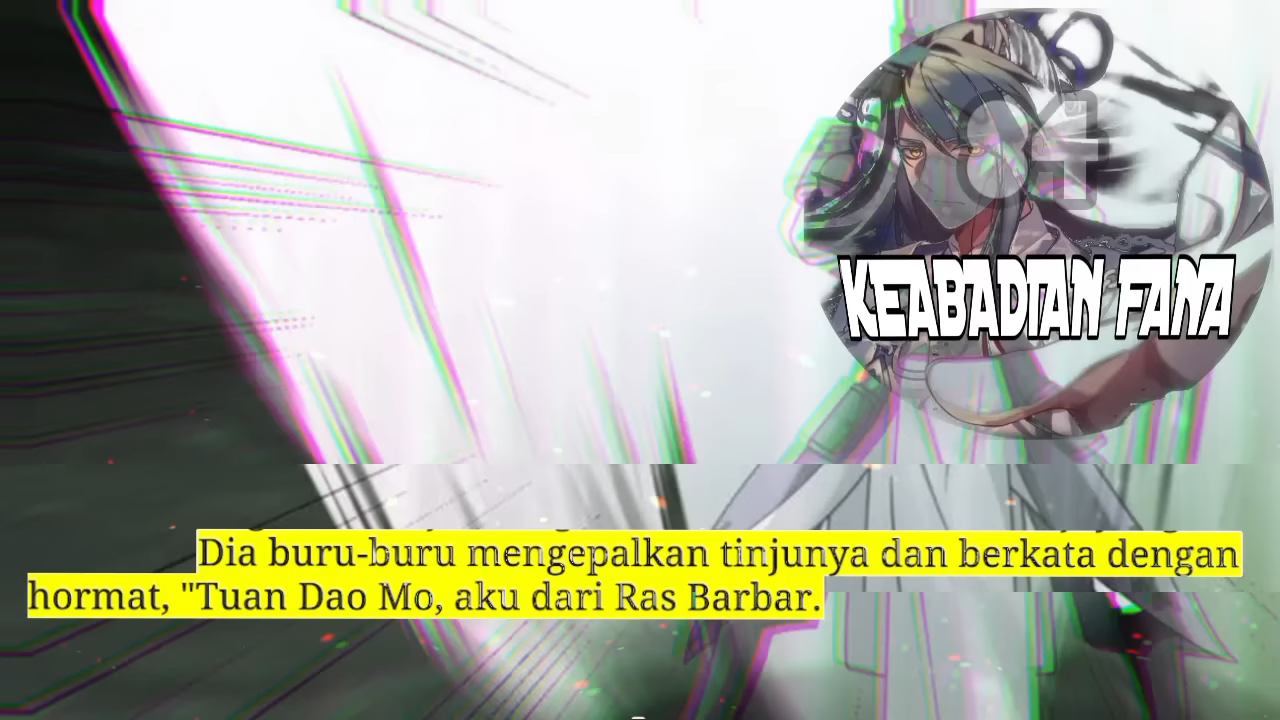 KEABADIAN FANA
Dia buru-buru mengepalkan tinjunya dan berkata dengan
hormat, "Tuan Dao Mo, aku dari Ras Barbar.